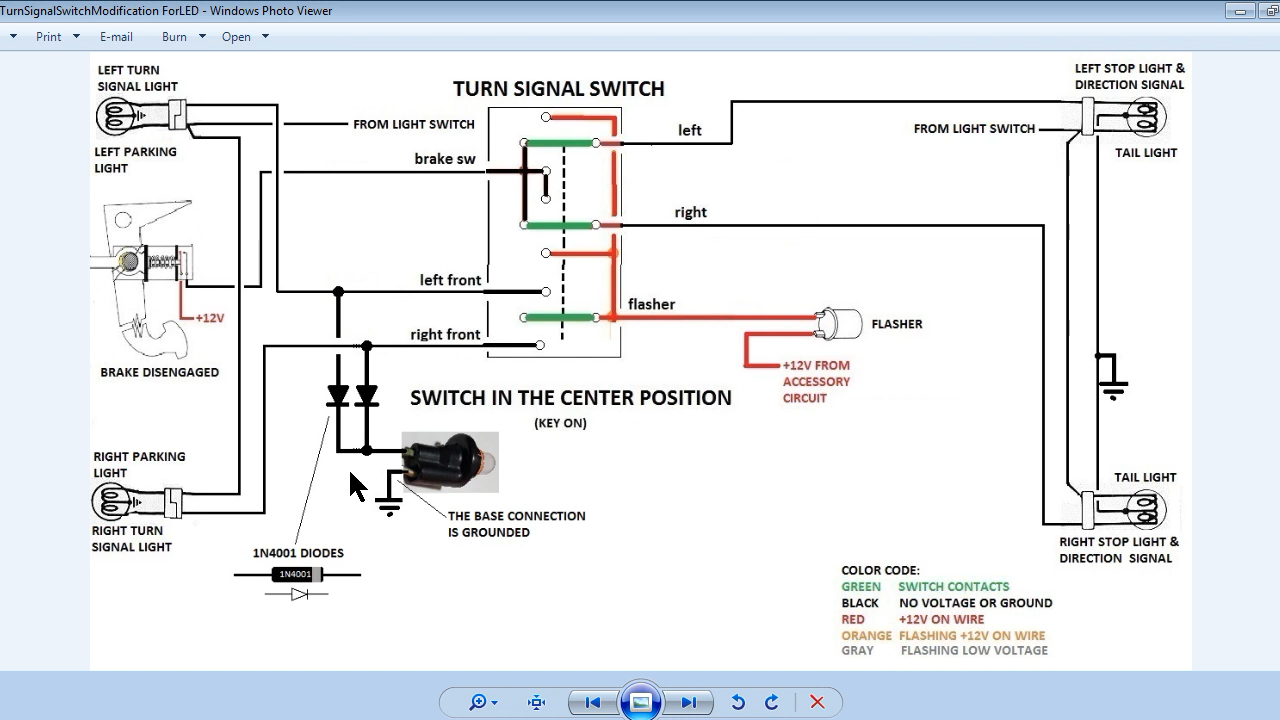 TurnSignalSwitchModification ForLED - Windows Photo Viewer
Print
E-mail
Burn
Open
LEFT TURN
SIGNAL LIGHT
TURN SIGNAL SWITCH
LEFT STOP LIGHT &
DIRECTION SIGNAL
FROM LIGHT SWITCH
left
FROM LIGHT SWITCH
LEFT PARKING
LIGHT
brake sw
TAIL LIGHT
right
left front
flasher
+12V
FLASHER
right front
BRAKE DISENGAGED
+12V FROM
ACCESSORY
CIRCUIT
SWITCH IN THE CENTER POSITION
(KEY ON)
RIGHT PARKING
LIGHT
TAIL LIGHT
THE BASE CONNECTION
IS GROUNDED
RIGHT TURN
SIGNAL LIGHT
RIGHT STOP LIGHT &
DIRECTION SIGNAL
1N4001 DIODES
1N4001
COLOR CODE:
GREEN SWITCH CONTACTS
BLACK NO VOLTAGE OR GROUND
RED +12V ON WIRE
ORANGE FLASHING +12V ON WIRE
GRAY FLASHING LOW VOLTAGE